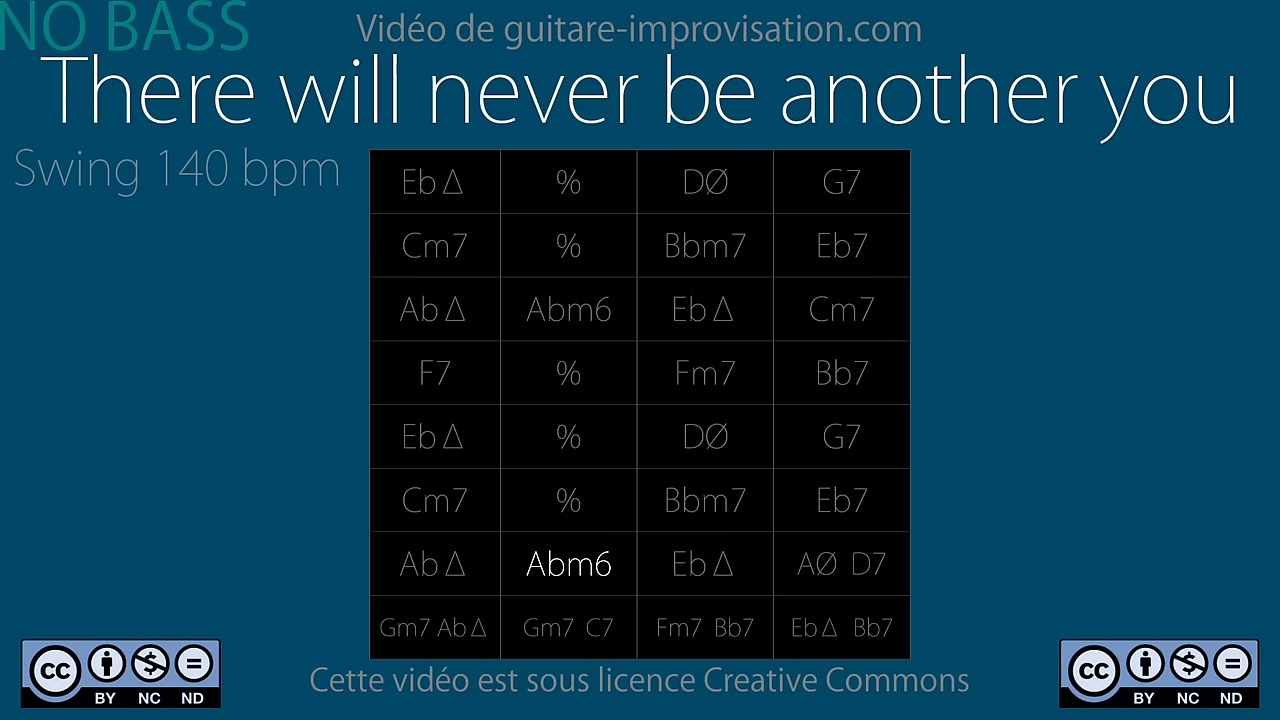 NO BASS
Vidéo de guitare-improvisation.com
There will never be another you
Swing 140 bpm
Eb Δ % DØ G7
Cm7 % Bbm7 Eb7
Ab Δ Abm6 Eb Δ Cm7
F7 % Fm7 Bb7
Eb Δ % DØ G7
Cm7 % Bbm7 Eb7
Ab Δ Abm6 Eb Δ AØ D7
Gm7 Ab Δ Gm7 C7 Fm7 Bb7 Eb Δ Bb7
Cette vidéo est sous licence Creative Commons
cc BY NC ND
cc BY NC ND